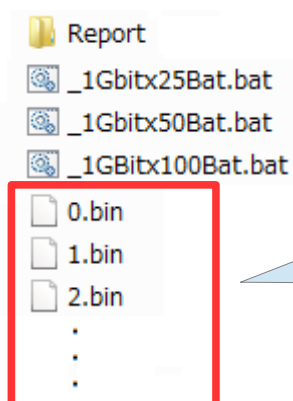 Report
_1Gbitx25Bat.bat
_1Gbitx50Bat.bat
_1GBitx100Bat.bat
0.bin
1.bin
2.bin
.
.
.